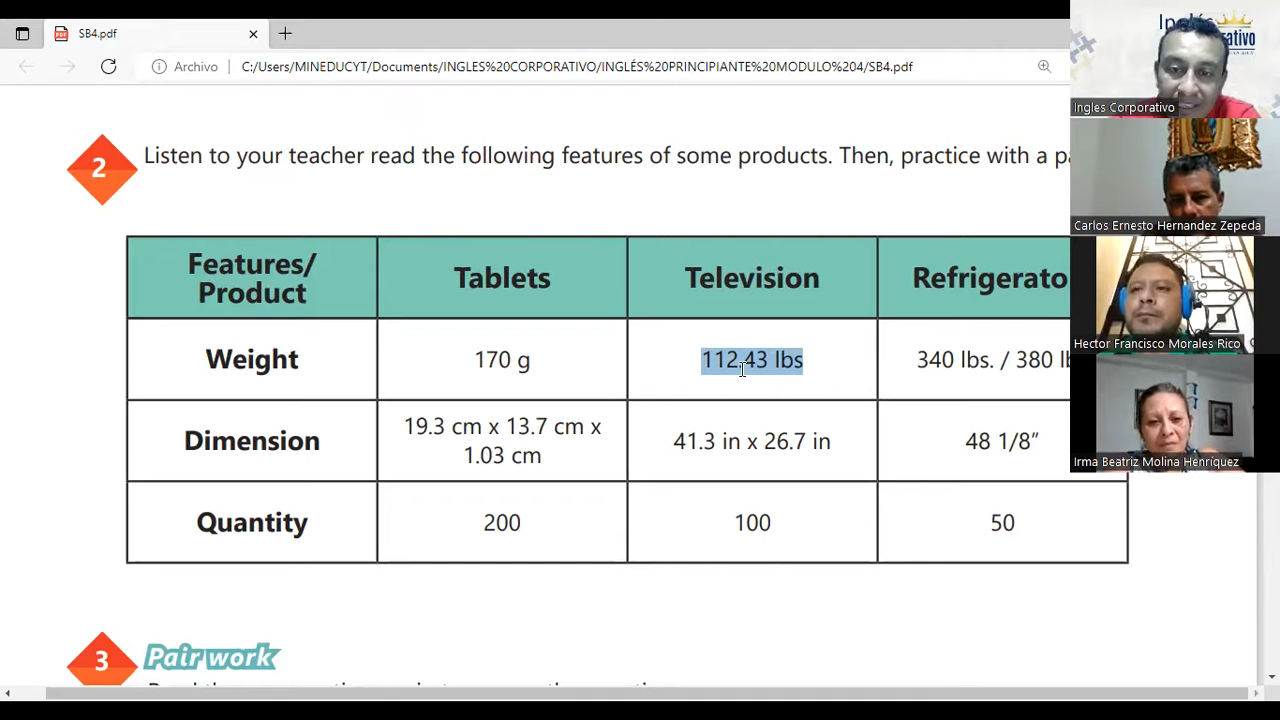 SB4.pdf
Archivo
C:/Users/MINEDUCYT/Documents/INGLES%20CORPORATIVO/INGLÉS%20PRINCIPIANTE%20MODULO%204/SB4.pdf
2
Listen to your teacher read the following features of some products. Then, practice with a
Features/
Product
Tablets
Television
Refrigerato
Weight
170 g
112.43 lbs
340 lbs. / 380
Dimension
19.3 cm x 13.7 cm x
1.03 cm
41.3 in x 26.7 in
48 1/8”
Quantity
200
100
50
3
Pair work
Ingles Corporativo
Carlos Ernesto Hernandez Zepeda
Hector Francisco Morales Rico
Irma Beatriz Molina Henriquez